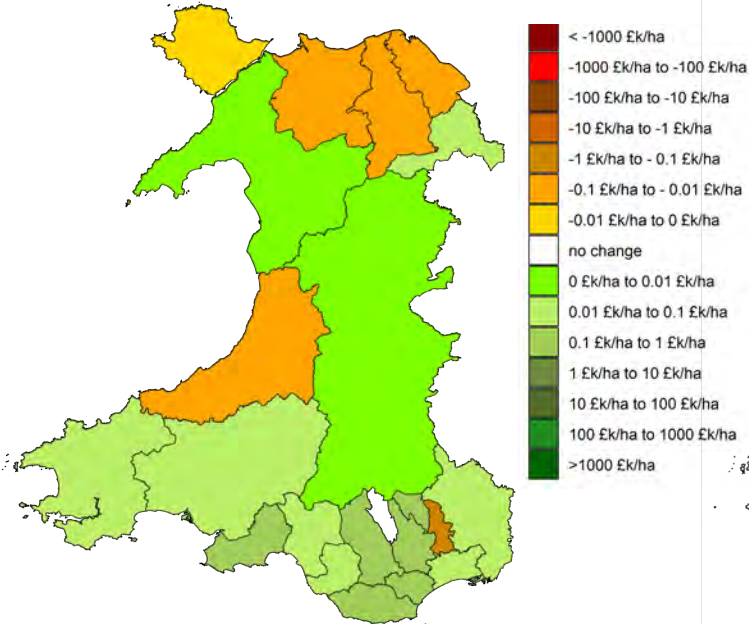 < -1000 £k/ha
-1000 £k/ha to -100 £k/ha
-100 £k/ha to -10 £k/ha
-10 £k/ha to -1 £k/ha
-1 £k/ha to - 0.1 £k/ha
-0.1 £k/ha to - 0.01 £k/ha
-0.01 £k/ha to 0 £k/ha
no change
0 £k/ha to 0.01 £k/ha
0.01 £k/ha to 0.1 £k/ha
0.1 £k/ha to 1 £k/ha
1 £k/ha to 10 £k/ha
10 £k/ha to 100 £k/ha
100 £k/ha to 1000 £k/ha
>1000 £k/ha